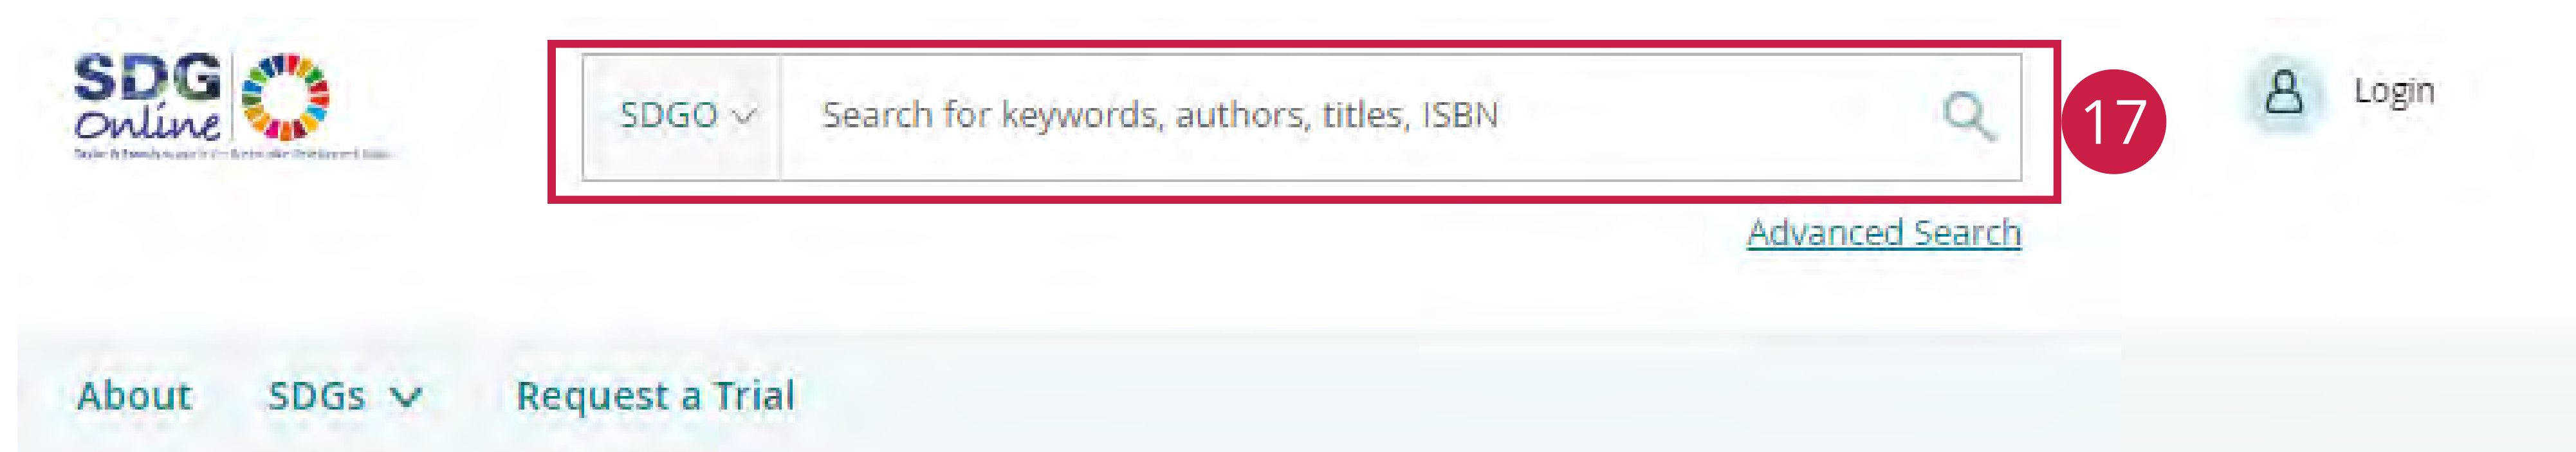 SDG
Online
SDGO
Search for keywords, authors, titles, ISBN
17
Login
Advanced Search
About
SDGs
Request a Trial